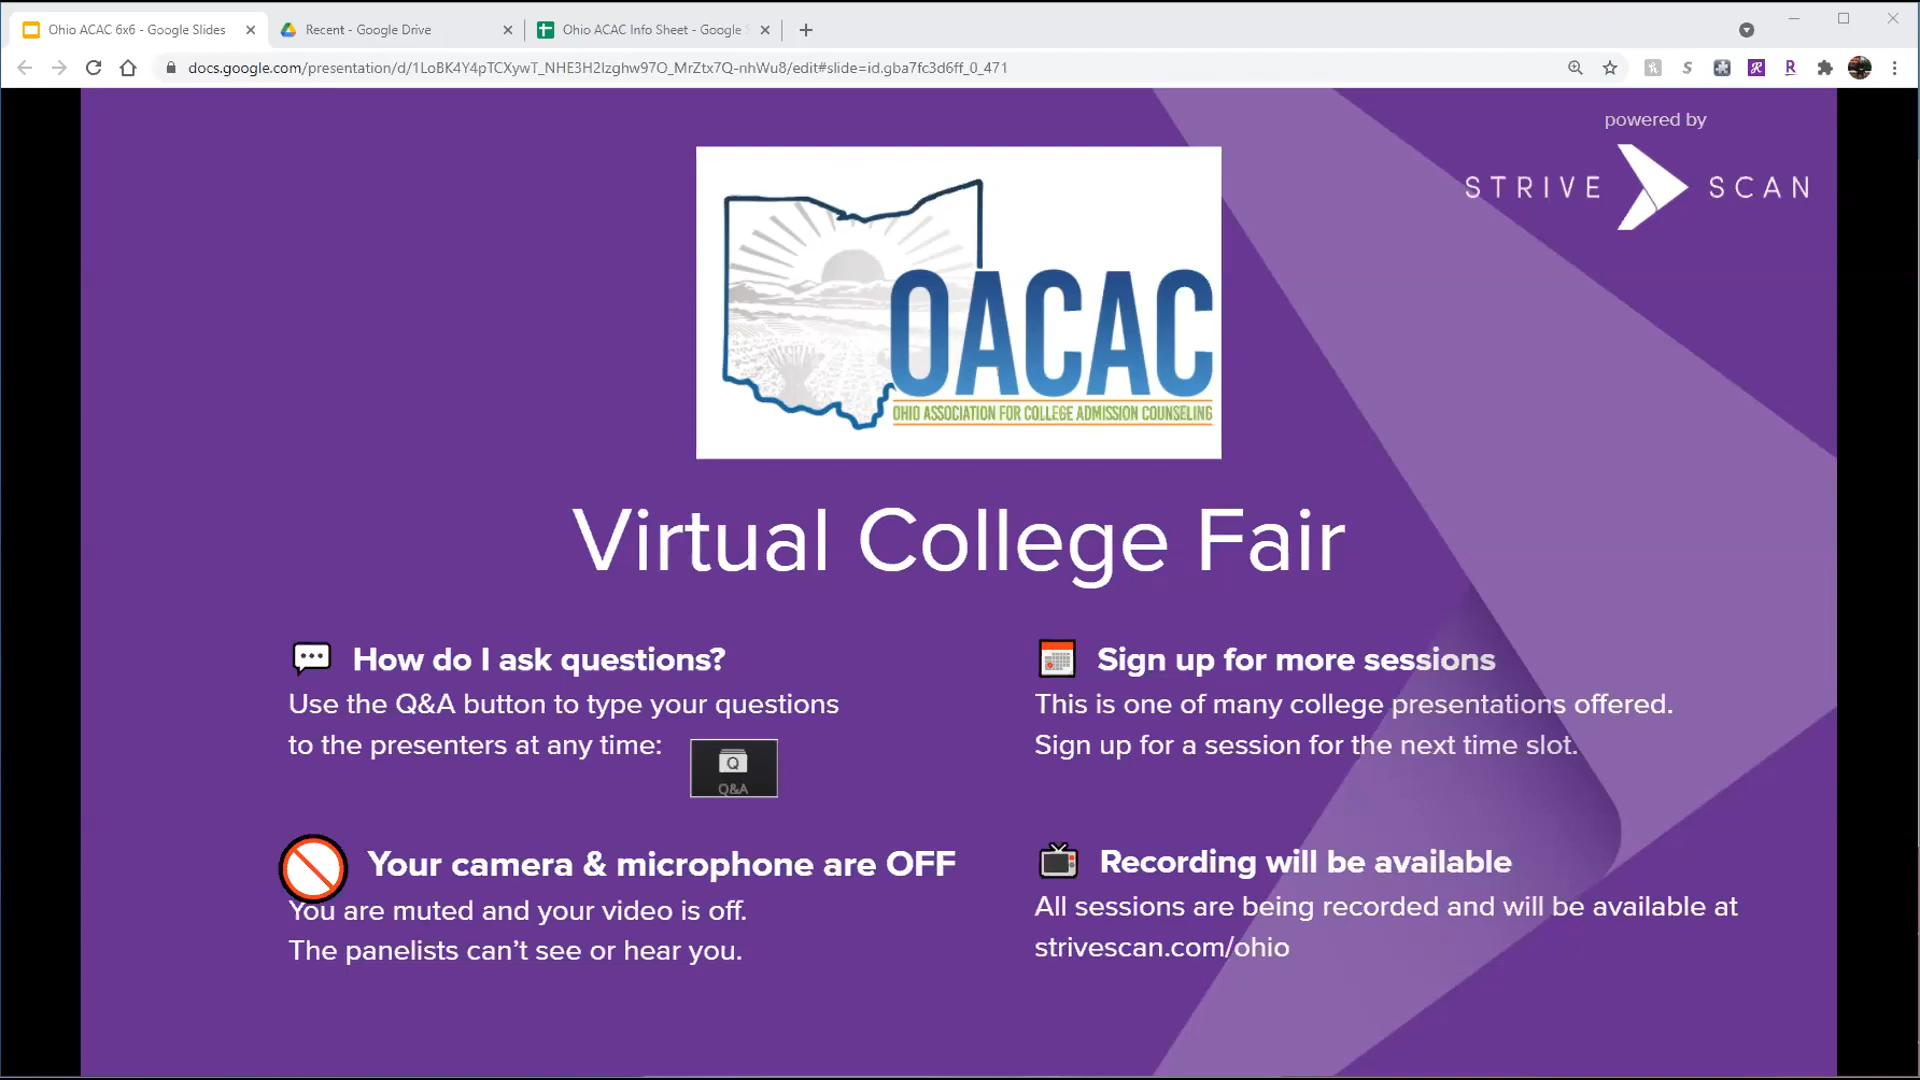 Ohio ACAC 6x6 - Google Slides
Recent - Google Drive
Ohio ACAC Info Sheet - Google
docs.google.com/presentation/d/1LoBK4Y4pTCXywT_NHE3H2Izghw97O_MrZtx7Q-nhWu8/edit#slide=id.gba7fc3d6ff_0_471
powered by
STRIVE SCAN
OACAC
OHIO ASSOCIATION FOR COLLEGE ADMISSION COUNSELING
Virtual College Fair
How do I ask questions?
Use the Q&A button to type your questions
to the presenters at any time:
Q
Q&A
Sign up for more sessions
This is one of many college presentations offered.
Sign up for a session for the next time slot.
Your camera & microphone are OFF
You are muted and your video is off.
The panelists can’t see or hear you.
Recording will be available
All sessions are being recorded and will be available at
strivescan.com/ohio